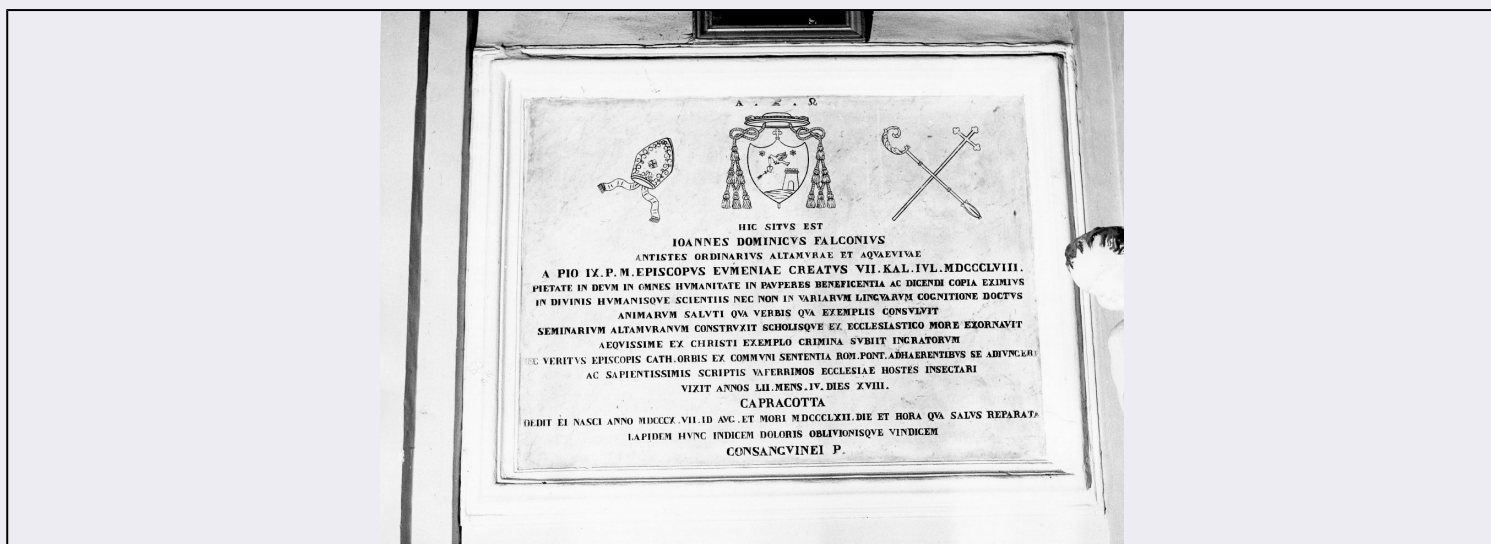 Α . ☧ . Ω
HIC SITVS EST
IOANNES DOMINICVS FALCONIVS
ANTISTES ORDINARIVS ALTAMVRAE ET AQVAEVIVAE
A PIO IX. P. M. EPISCOPVS EVMENIAE CREATVS VII. KAL. IVL. MDCCCLVIII.
PIETATE IN DEVM IN OMNES HVMANITATE IN PAVPERES BENEFICENTIA AC DICENDI COPIA EXIMIVS
IN DIVINIS HVMANISQVE SCIENTIIS NEC NON IN VARIARVM LINGVARVM COGNITIONE DOCTVS
ANIMARVM SALVTI QVA VERBIS QVA EXEMPLIS CONSVLVIT
SEMINARIVM ALTAMVRANVM CONSTRVXIT SCHOLISQVE EX ECCLESIASTICO MORE EXORNAVIT
AEQVISSIME EX CHRISTI EXEMPLO CRIMINA SVBIIT INGRATORVM
NEC VERITVS EPISCOPIS CATH. ORBIS EX COMMVNI SENTENTIA ROM. PONT. ADHAERENTIBVS SE ADIVNGERE
AC SAPIENTISSIMIS SCRIPTIS VAFERRIMOS ECCLESIAE HOSTES INSECTARI
VIXIT ANNOS LII. MENS. IV. DIES XVIII.
CAPRACOTTA
DEDIT EI NASCI ANNO MDCCCX. VII. ID AVG. ET MORI MDCCCLXII. DIE ET HORA QVA SALVS REPARATA
LAPIDEM HVNC INDICEM DOLORIS OBLIVIONISQVE VINDICEM
CONSANGVINEI P.